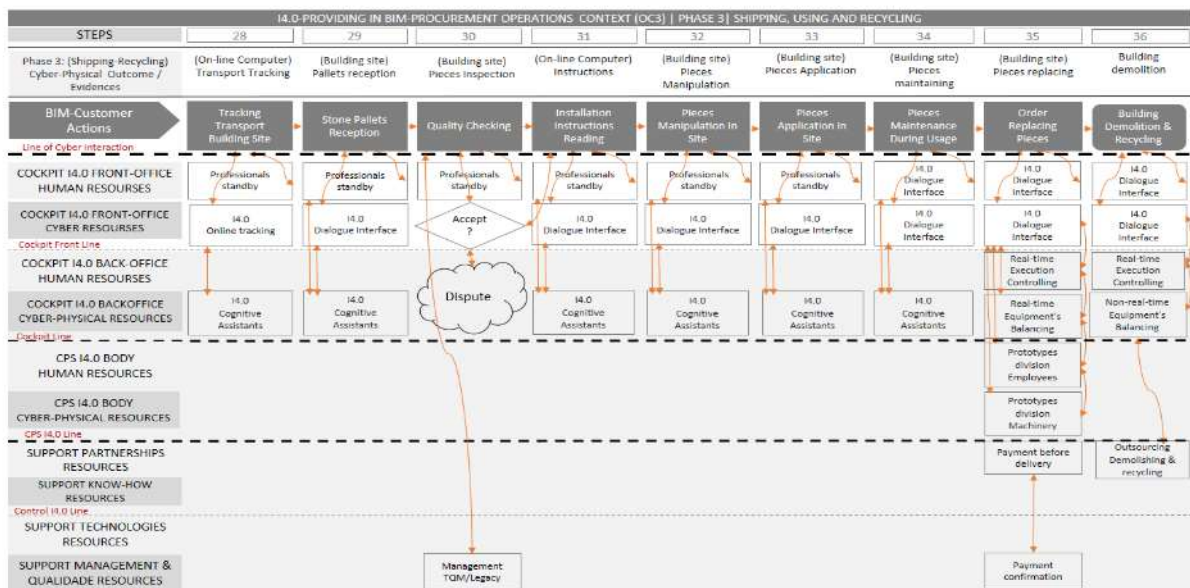 I4.0-PROVIDING IN BIM-PROCUREMENT OPERATIONS CONTEXT (OC3) | PHASE 3| SHIPPING, USING AND RECYCLING
STEPS
28
29
30
31
32
33
34
35
36
Phase 3: (Shipping-Recycling)
Cyber-Physical Outcome /
Evidences
(On-line Computer)
Transport Tracking
(Building site)
Pallets reception
(Building site)
Pieces Inspection
(On-line Computer)
Instructions
(Building site)
Pieces
Manipulation
(Building site)
Pieces Application
(Building site)
Pieces
maintaining
(Building site)
Pieces replacing
Building
demolition
BIM-Customer
Actions
Tracking
Transport
Building Site
Stone Pallets
Reception
Quality Checking
Installation
Instructions
Reading
Pieces
Manipulation In
Site
Pieces
Application In
Site
Pieces
Maintenance
During Usage
Order
Replacing
Pieces
Building
Demolition &
Recycling
Line of Cyber Interaction
COCKPIT I4.0 FRONT-OFFICE
HUMAN RESOURSES
Professionals
standby
Professionals
standby
Professionals
standby
Professionals
standby
Professionals
standby
Professionals
standby
I4.0
Dialogue
Interface
I4.0
Dialogue
Interface
I4.0
Dialogue
Interface
COCKPIT I4.0 FRONT-OFFICE
CYBER RESOURSES
I4.0
Online tracking
I4.0
Dialogue Interface
Accept
?
I4.0
Dialogue Interface
I4.0
Dialogue Interface
I4.0
Dialogue Interface
I4.0
Dialogue
Interface
I4.0
Dialogue
Interface
I4.0
Dialogue
Interface
Cockpit Front Line
COCKPIT I4.0 BACK-OFFICE
HUMAN RESOURCES
Dispute
Real-time
Execution
Controlling
Real-time
Execution
Controlling
COCKPIT I4.0 BACKOFFICE
CYBER-PHYSICAL RESOURCES
I4.0
Cognitive
Assistants
I4.0
Cognitive
Assistants
I4.0
Cognitive
Assistants
I4.0
Cognitive
Assistants
I4.0
Cognitive
Assistants
I4.0
Cognitive
Assistants
Real-time
Equipment's
Balancing
Non-real-time
Equipment's
Balancing
Cockpit Line
CPS I4.0 BODY
HUMAN RESOURCES
Prototypes
division
Employees
CPS I4.0 BODY
CYBER-PHYSICAL RESOURCES
Prototypes
division
Machinery
CPS I4.0 Line
SUPPORT PARTNERSHIPS
RESOURCES
Payment before
delivery
Outsourcing
Demolishing &
recycling
SUPPORT KNOW-HOW
RESOURCES
Control I4.0 Line
SUPPORT TECHNOLOGIES
RESOURCES
SUPPORT MANAGEMENT &
QUALIDADE RESOURCES
Management
TQM/Legacy
Payment
confirmation